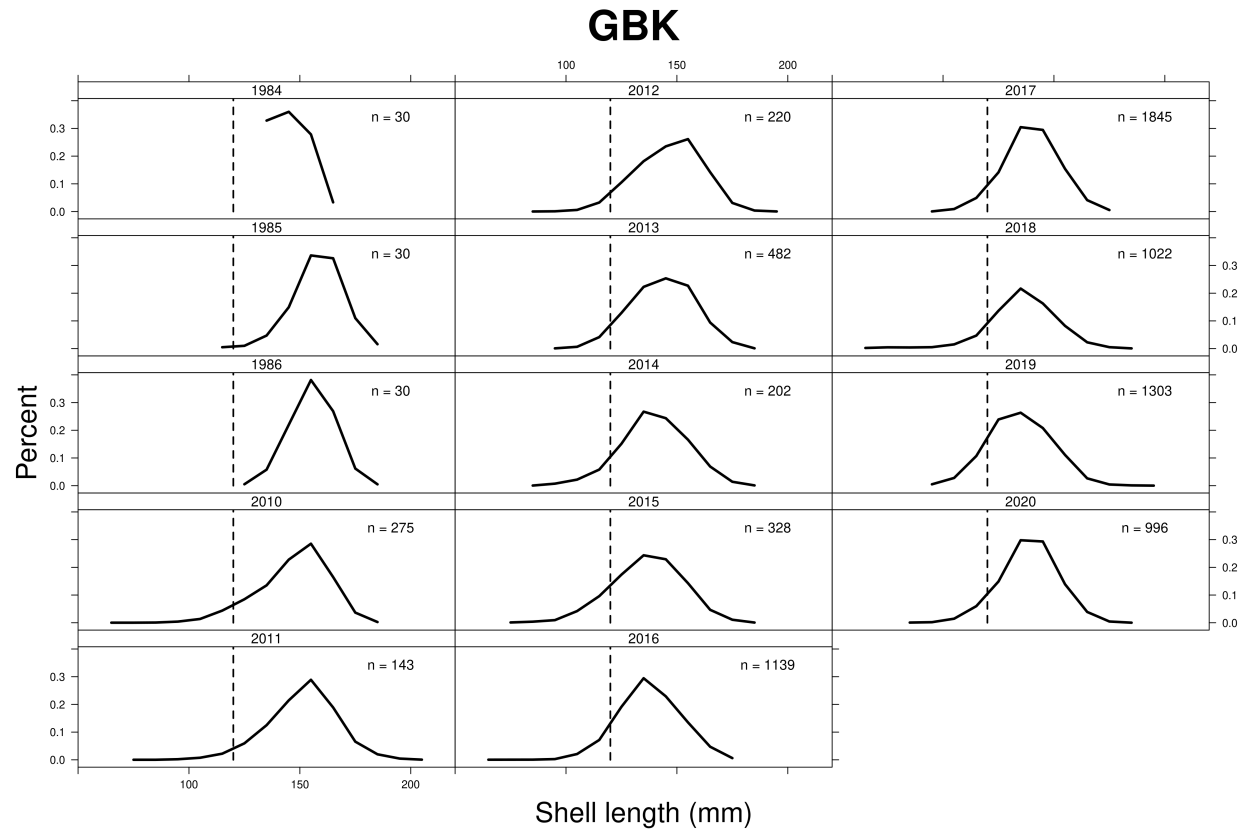 GBK
100 150 200
1984 2012 2017
n = 30 n = 220 n = 1845
0.3
0.2
0.1
0.0
1985 2013 2018
n = 30 n = 482 n = 1022
0.3
0.2
0.1
0.0
1986 2014 2019
n = 30 n = 202 n = 1303
0.3
0.2
0.1
0.0
2010 2015 2020
n = 275 n = 328 n = 996
0.3
0.2
0.1
0.0
2011 2016
n = 143 n = 1139
0.3
0.2
0.1
0.0
100 150 200
Percent
Shell length (mm)